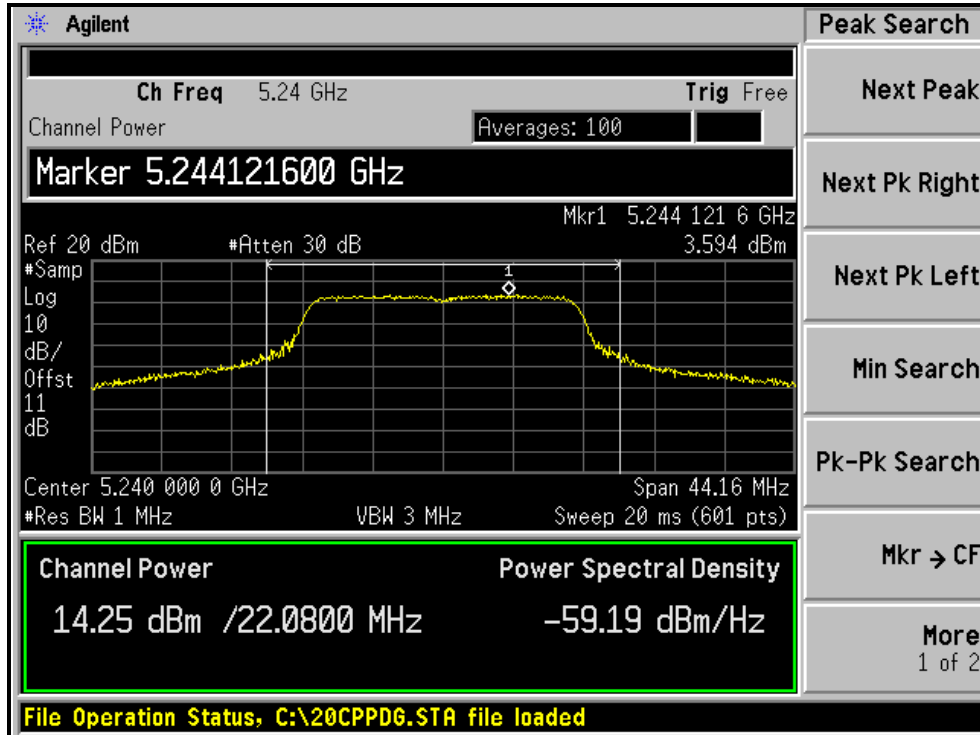 Agilent
Peak Search
Ch Freq 5.24 GHz Trig Free
Channel Power Averages: 100
Marker 5.244121600 GHz
Mkr1 5.244 121 6 GHz
Ref 20 dBm #Atten 30 dB 3.594 dBm
#Samp
Log
10
dB/
Offst
11
dB
1
Center 5.240 000 0 GHz Span 44.16 MHz
#Res BW 1 MHz VBW 3 MHz Sweep 20 ms (601 pts)
Channel Power Power Spectral Density
14.25 dBm /22.0800 MHz -59.19 dBm/Hz
File Operation Status, C:\20CPPDG.STA file loaded
Next Peak
Next Pk Right
Next Pk Left
Min Search
Pk-Pk Search
Mkr → CF
More
1 of 2